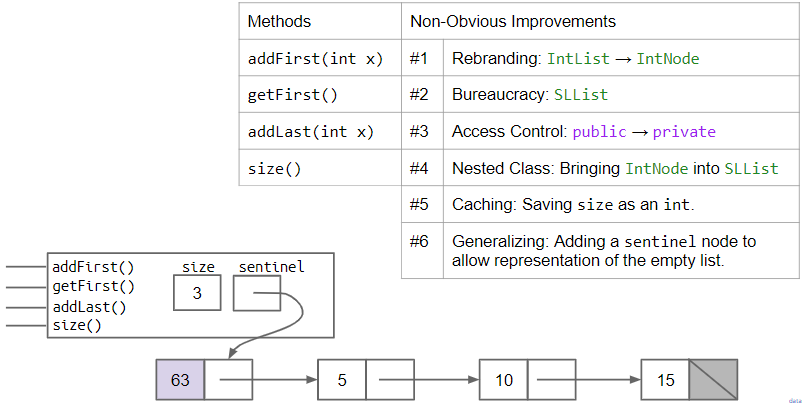 Methods Non-Obvious Improvements
addFirst(int x) #1 Rebranding: IntList → IntNode
getFirst() #2 Bureaucracy: SLList
addLast(int x) #3 Access Control: public → private
size() #4 Nested Class: Bringing IntNode into SLList
#5 Caching: Saving size as an int.
#6 Generalizing: Adding a sentinel node to
allow representation of the empty list.
addFirst() size sentinel
getFirst() 3
addLast()
size()
63 5 10 15